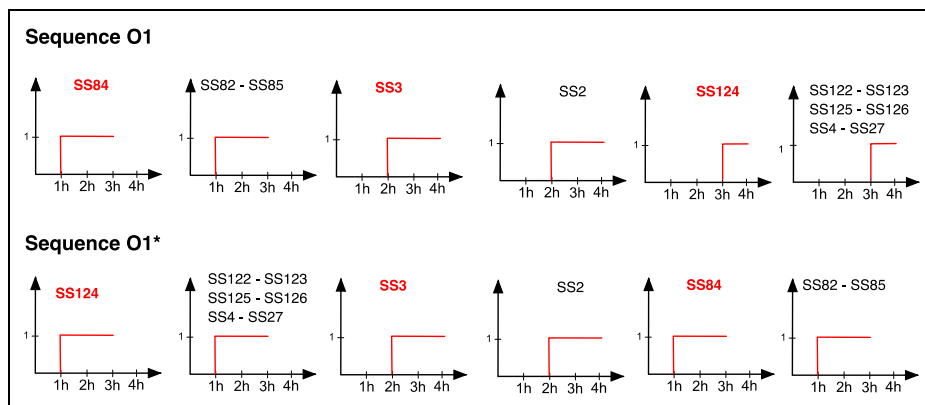 Sequence O1
SS84
SS82 - SS85
SS3
SS2
SS124
SS122 - SS123
SS125 - SS126
SS4 - SS27
1
1h 2h 3h 4h
1
1h 2h 3h 4h
1
1h 2h 3h 4h
1
1h 2h 3h 4h
1
1h 2h 3h 4h
1
1h 2h 3h 4h
Sequence O1*
SS124
SS122 - SS123
SS125 - SS126
SS4 - SS27
SS3
SS2
SS84
SS82 - SS85
1
1h 2h 3h 4h
1
1h 2h 3h 4h
1
1h 2h 3h 4h
1
1h 2h 3h 4h
1
1h 2h 3h 4h
1
1h 2h 3h 4h